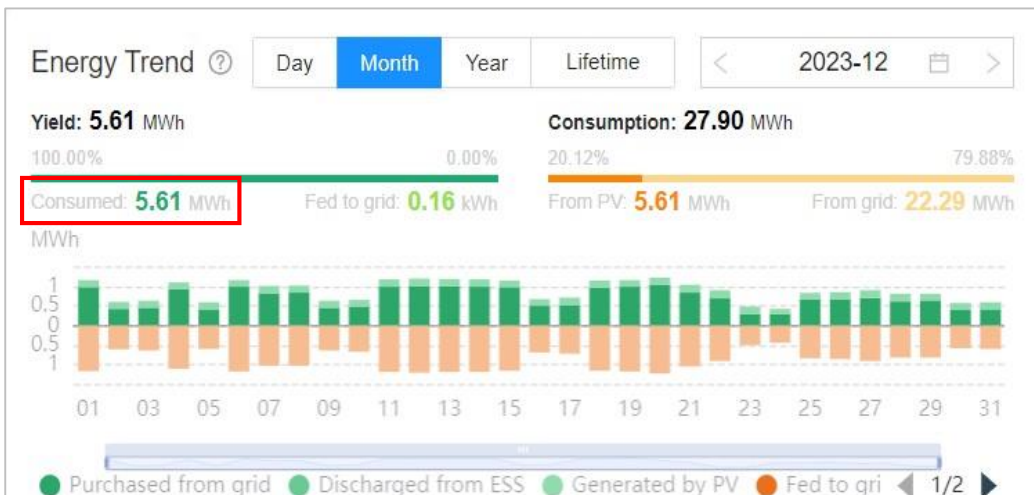 Energy Trend ? Day Month Year Lifetime < 2023-12 >
Yield: 5.61 MWh Consumption: 27.90 MWh
100.00% 0.00% 20.12% 79.88%
Consumed: 5.61 MWh Fed to grid: 0.16 kWh From PV: 5.61 MWh From grid: 22.29 MWh
MWh
1
0.5
0
0.5
1
01 03 05 07 09 11 13 15 17 19 21 23 25 27 29 31
Purchased from grid Discharged from ESS Generated by PV Fed to gri 1/2